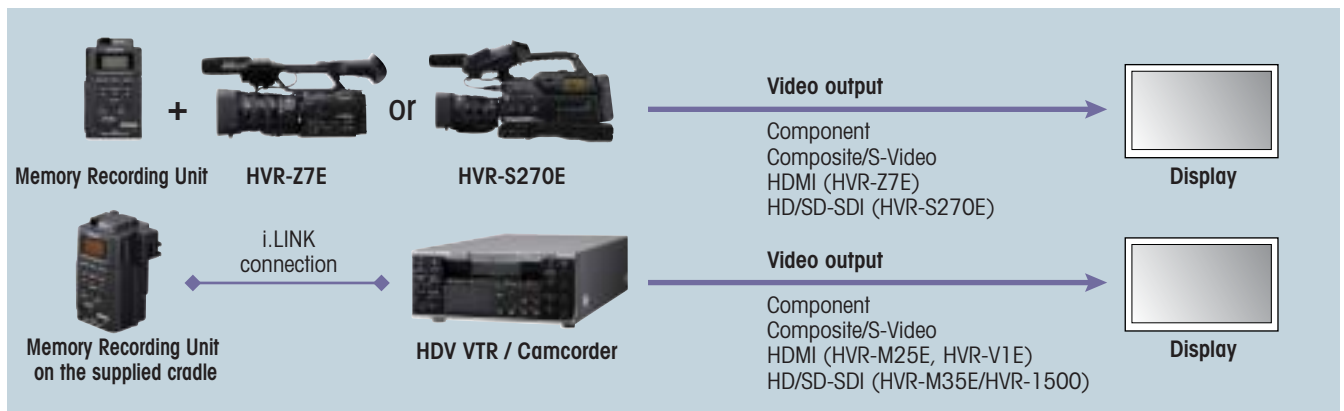 +
or
Memory Recording Unit
HVR-Z7E
HVR-S270E
Video output
Component
Composite/S-Video
HDMI (HVR-Z7E)
HD/SD-SDI (HVR-S270E)
Display
Memory Recording Unit
on the supplied cradle
i.LINK
connection
HDV VTR / Camcorder
Video output
Component
Composite/S-Video
HDMI (HVR-M25E, HVR-V1E)
HD/SD-SDI (HVR-M35E/HVR-1500)
Display